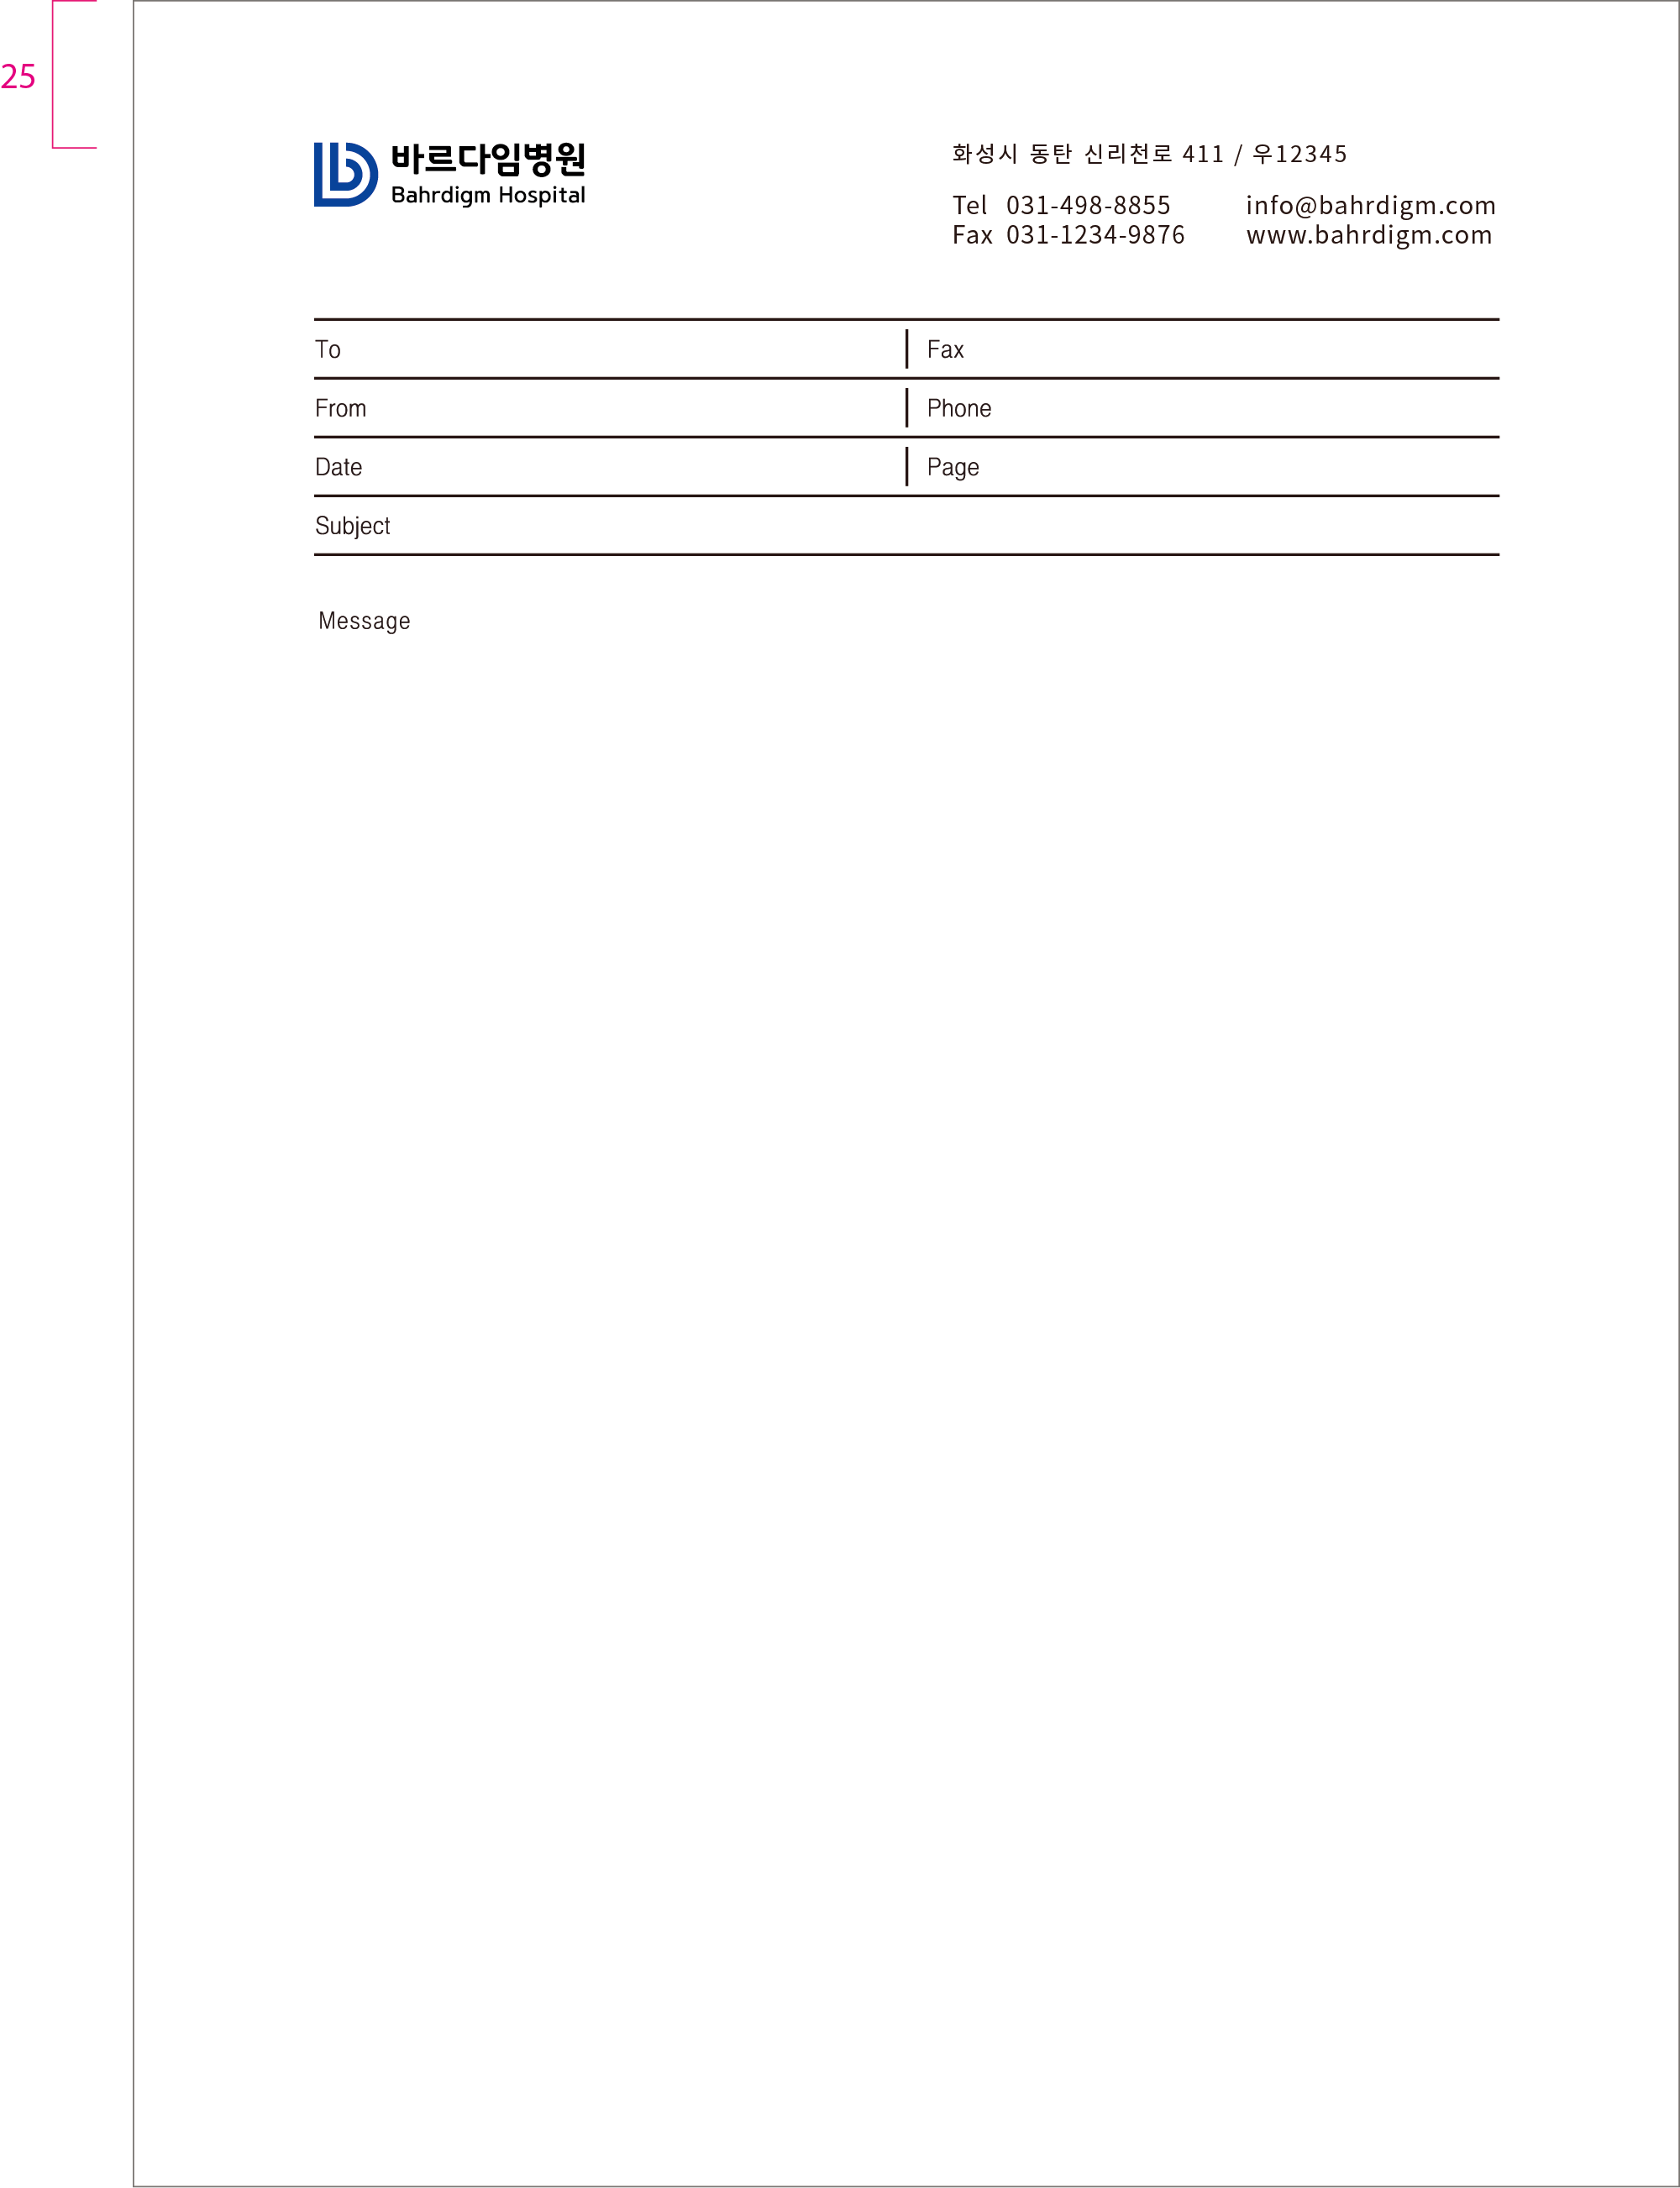 25
바르다임병원
Bahrdigm Hospital
화성시 동탄 신리천로 411 / 우12345
Tel 031-498-8855 info@bahrdigm.com
Fax 031-1234-9876 www.bahrdigm.com
To Fax
From Phone
Date Page
Subject
Message